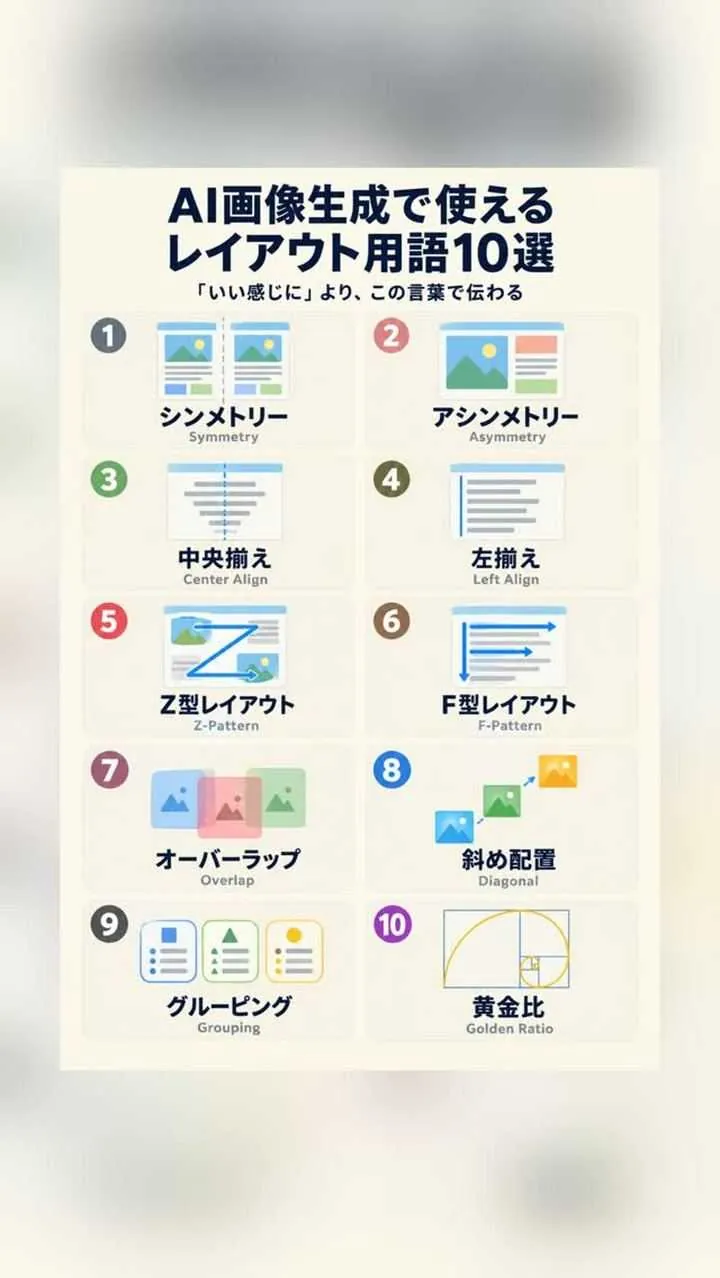 AI画像生成で使える
レイアウト用語10選
「いい感じに」より、この言葉で伝わる
1
シンメトリー
Symmetry
2
アシンメトリー
Asymmetry
3
中央揃え
Center Align
4
左揃え
Left Align
5
Z型レイアウト
Z-Pattern
6
F型レイアウト
F-Pattern
7
オーバーラップ
Overlap
8
斜め配置
Diagonal
9
グルーピング
Grouping
10
黄金比
Golden Ratio